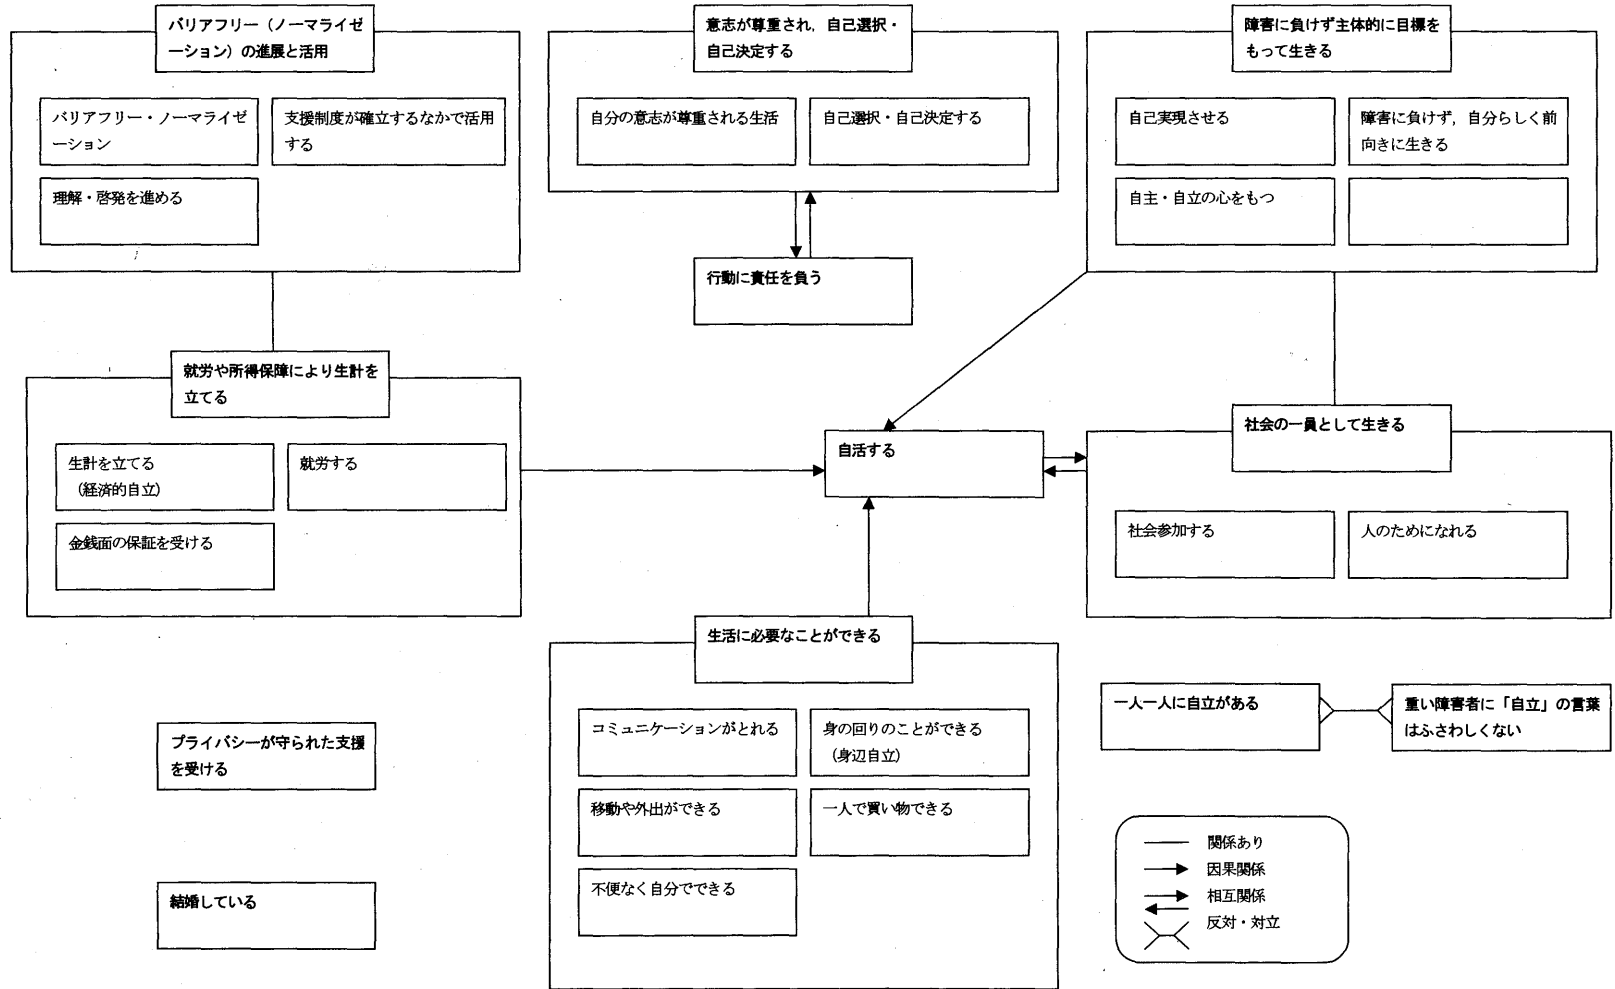 バリアフリー（ノーマライゼ
ーション）の進展と活用
バリアフリー・ノーマライゼ
ーション
支援制度が確立するなかで活用
する
理解・啓発を進める
意志が尊重され，自己選択・
自己決定する
自分の意志が尊重される生活
自己選択・自己決定する
行動に責任を負う
障害に負けず主体的に目標を
もって生きる
自己実現させる
障害に負けず，自分らしく前
向きに生きる
自主・自立の心をもつ
就労や所得保障により生計を
立てる
生計を立てる
（経済的自立）
就労する
金銭面の保証を受ける
自活する
社会の一員として生きる
社会参加する
人のためになれる
生活に必要なことができる
コミュニケーションがとれる
身の回りのことができる
（身辺自立）
移動や外出ができる
一人で買い物できる
不便なく自分でできる
プライバシーが守られた支援
を受ける
結婚している
一人一人に自立がある
重い障害者に「自立」の言葉
はふさわしくない
関係あり
因果関係
相互関係
反対・対立